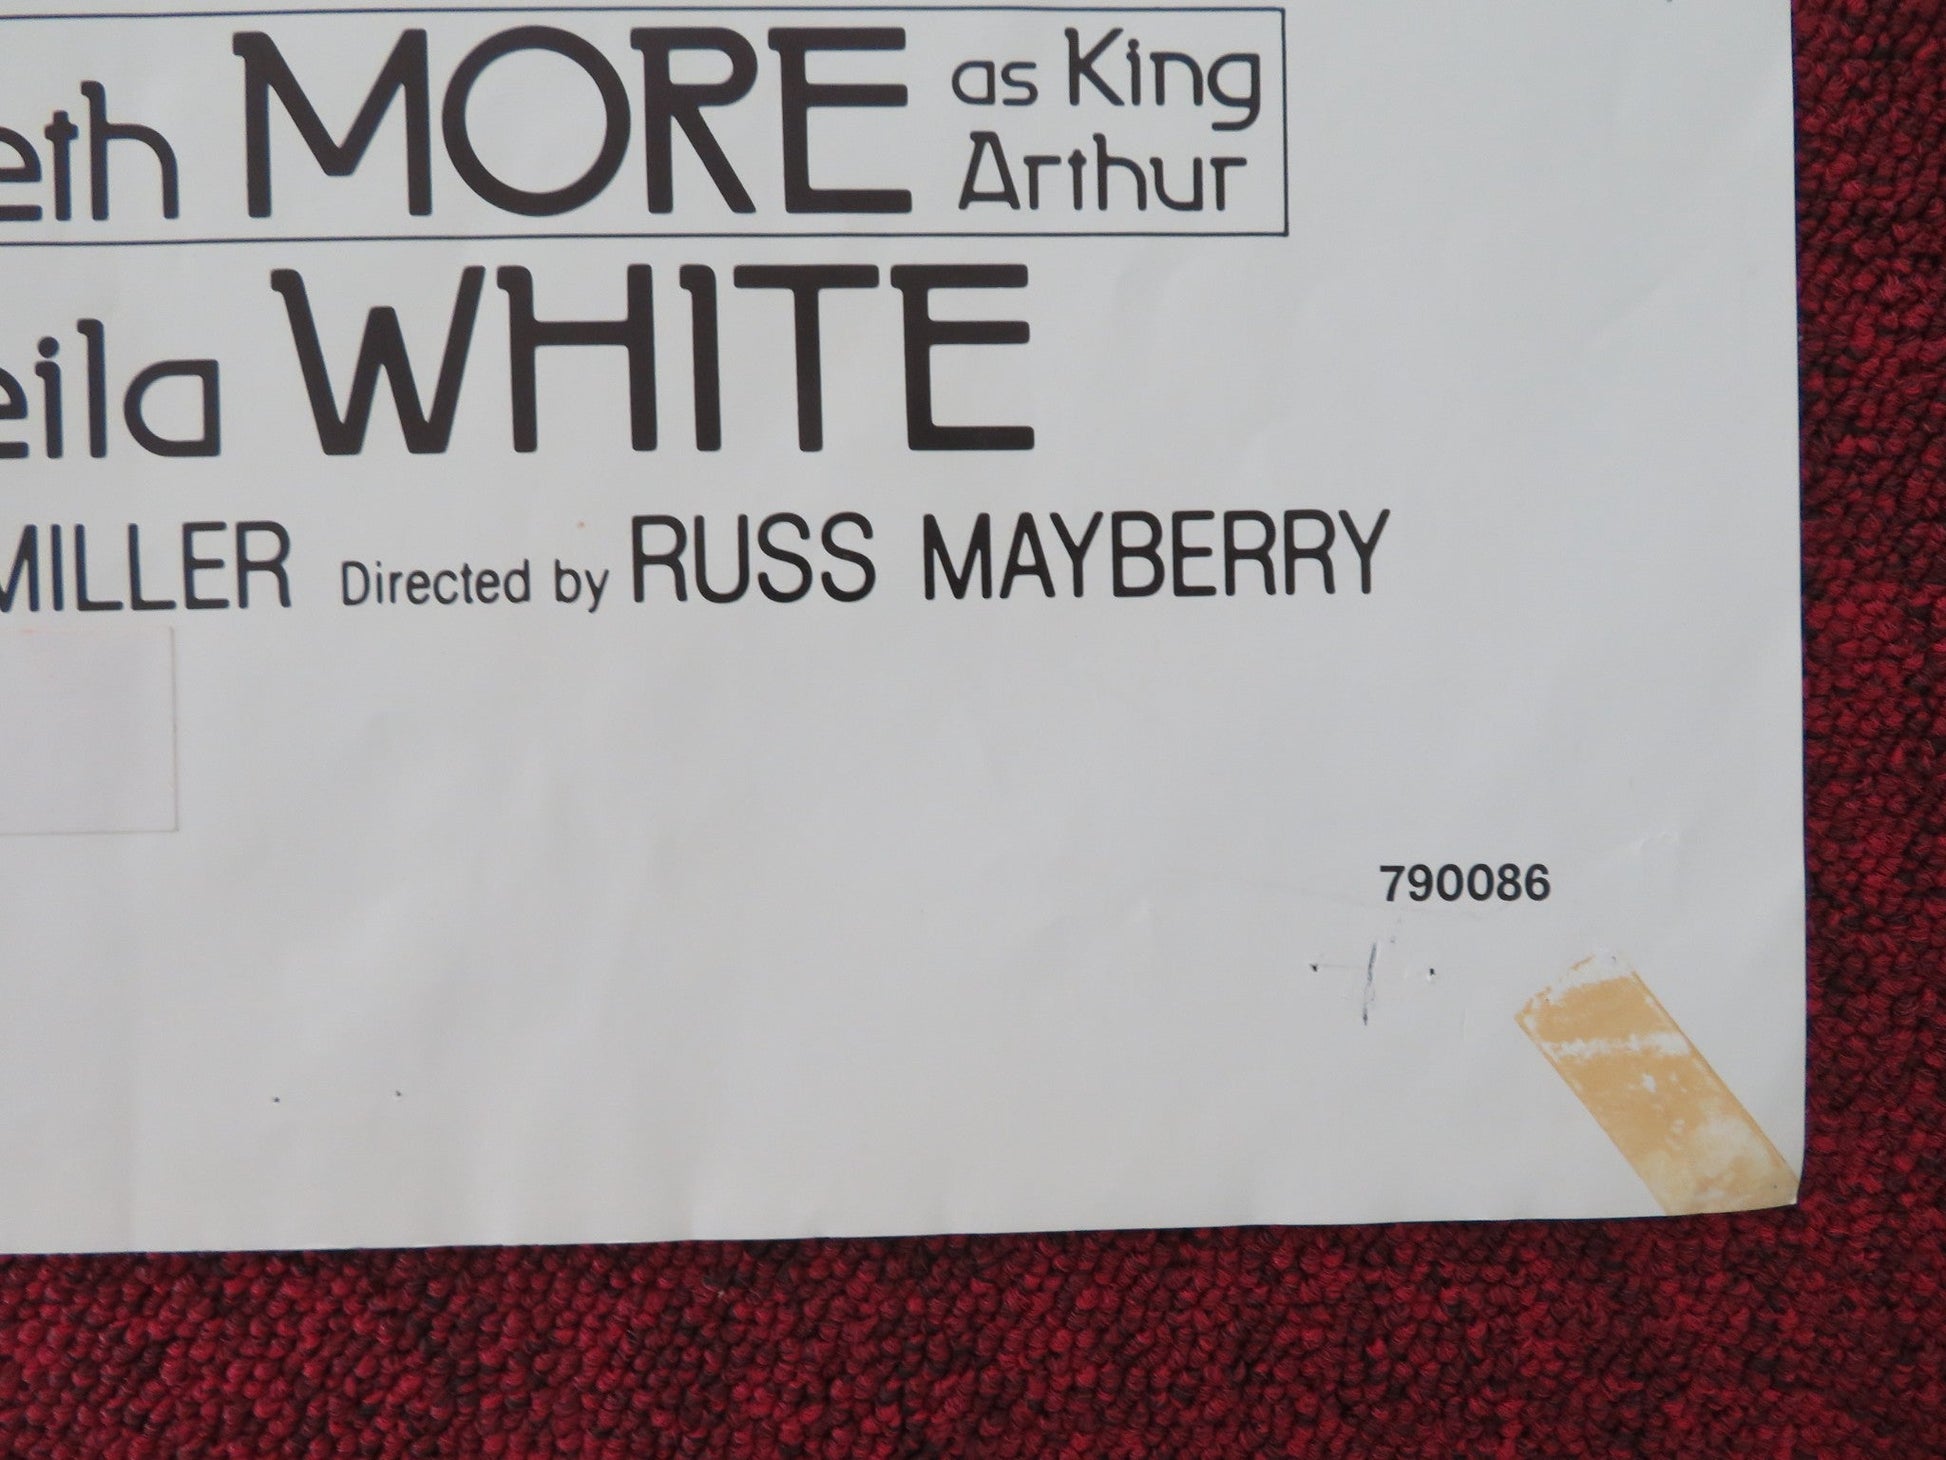 eth MORE as King
Arthur
eila WHITE
MILLER Directed by RUSS MAYBERRY
790086